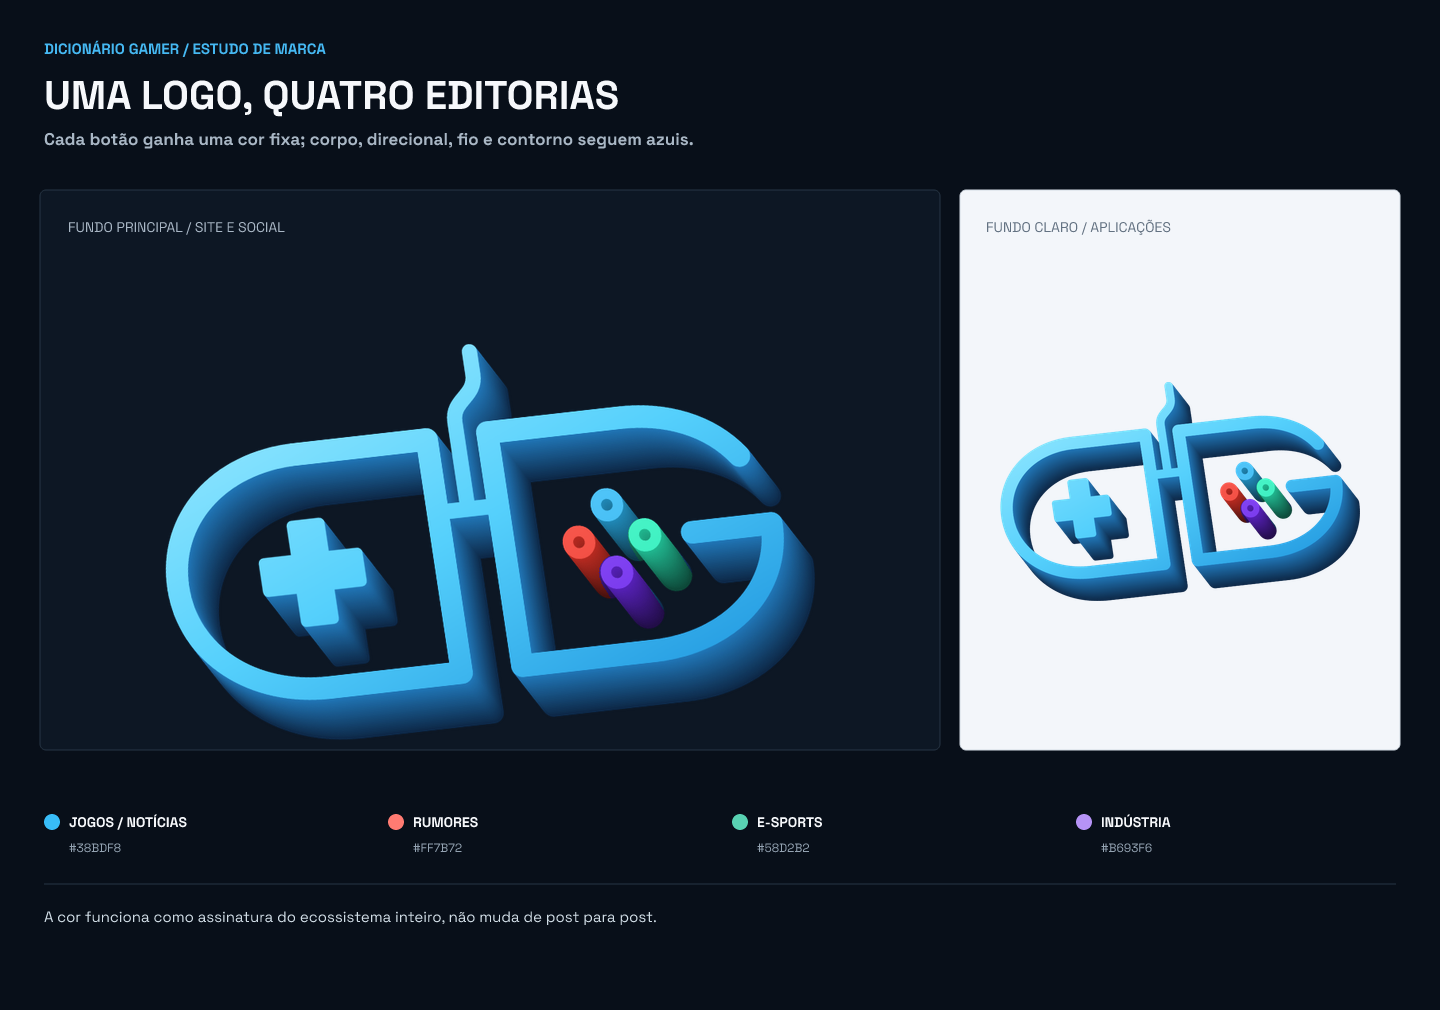 DICIONÁRIO GAMER / ESTUDO DE MARCA
UMA LOGO, QUATRO EDITORIAS
Cada botão ganha uma cor fixa; corpo, direcional, fio e contorno seguem azuis.
FUNDO PRINCIPAL / SITE E SOCIAL
FUNDO CLARO / APLICAÇÕES
JOGOS / NOTÍCIAS
#38BDF8
RUMORES
#FF7B72
E-SPORTS
#58D2B2
INDÚSTRIA
#B693F6
A cor funciona como assinatura do ecossistema inteiro, não muda de post para post.